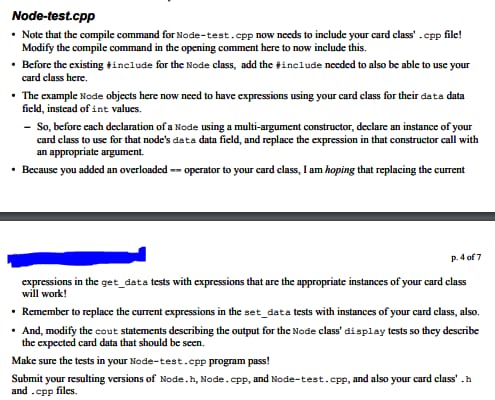 Node-test.cpp
• Note that the compile command for Node-test.cpp now needs to include your card class' .cpp file!
Modify the compile command in the opening comment here to now include this.
• Before the existing #include for the Node class, add the #include needed to also be able to use your
card class here.
• The example Node objects here now need to have expressions using your card class for their data data
field, instead of int values.
– So, before each declaration of a Node using a multi-argument constructor, declare an instance of your
card class to use for that node's data data field, and replace the expression in that constructor call with
an appropriate argument.
• Because you added an overloaded == operator to your card class, I am hoping that replacing the current
p. 4 of 7
expressions in the get_data tests with expressions that are the appropriate instances of your card class
will work!
• Remember to replace the current expressions in the set_data tests with instances of your card class, also.
• And, modify the cout statements describing the output for the Node class' display tests so they describe
the expected card data that should be seen.
Make sure the tests in your Node-test.cpp program pass!
Submit your resulting versions of Node.h, Node.cpp, and Node-test.cpp, and also your card class' .h
and .cpp files.